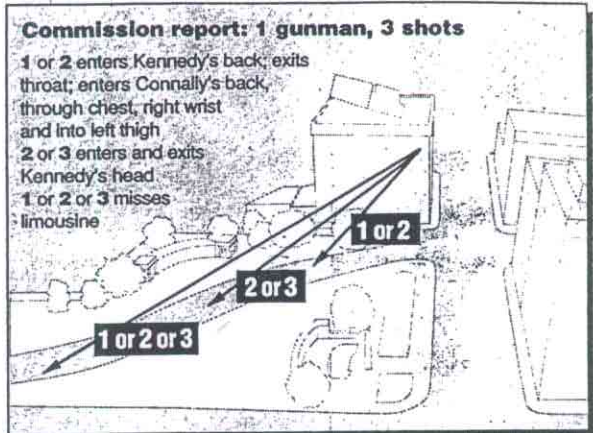 Commission report: 1 gunman, 3 shots
1 or 2 enters Kennedy's back; exits
throat; enters Connally's back,
through chest, right wrist
and into left thigh
2 or 3 enters and exits
Kennedy's head
1 or 2 or 3 misses
limousine
1 or 2
2 or 3
1 or 2 or 3